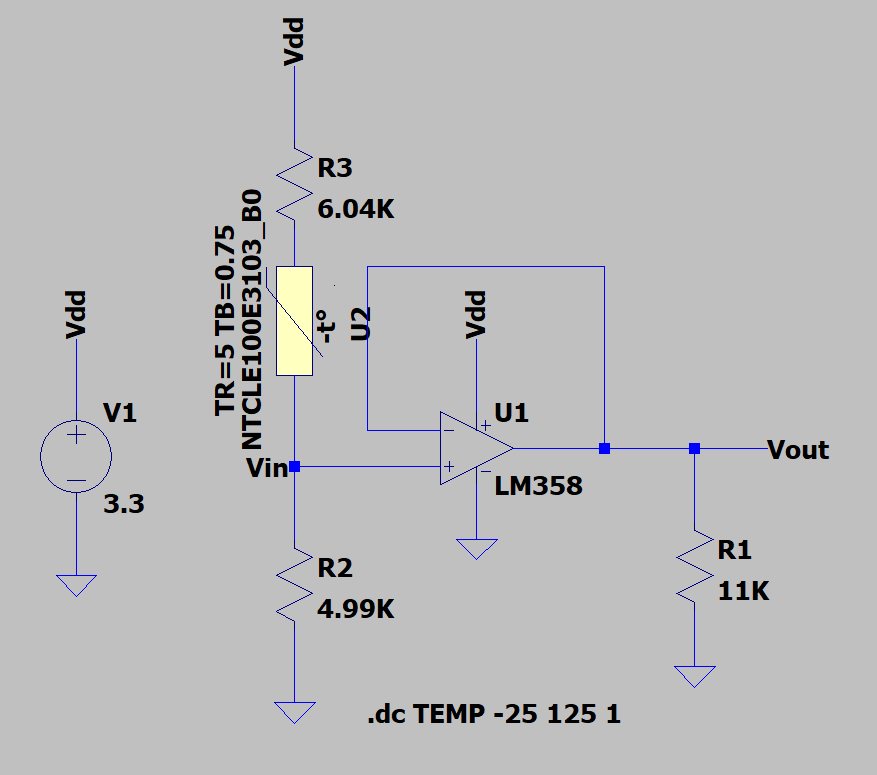 Vdd
R3
6.04K
TR=5 TB=0.75
NTCLE100E3103_B0
-t°
U2
Vdd
Vdd
V1
3.3
U1
LM358
Vin
Vout
R2
4.99K
R1
11K
.dc TEMP -25 125 1